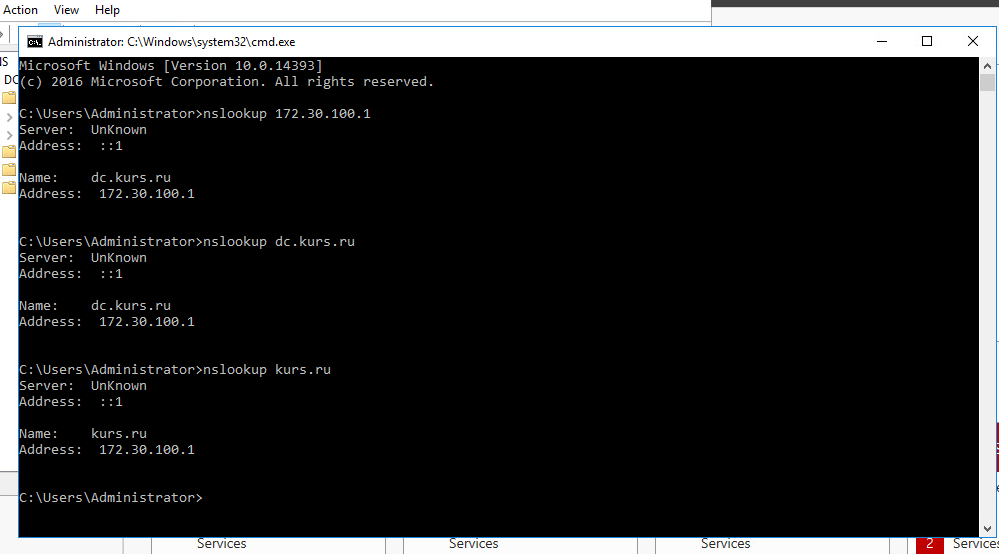 Action View Help
Administrator: C:\Windows\system32\cmd.exe
Microsoft Windows [Version 10.0.14393]
(c) 2016 Microsoft Corporation. All rights reserved.
C:\Users\Administrator>nslookup 172.30.100.1
Server:  UnKnown
Address:  ::1
Name:    dc.kurs.ru
Address:  172.30.100.1
C:\Users\Administrator>nslookup dc.kurs.ru
Server:  UnKnown
Address:  ::1
Name:    dc.kurs.ru
Address:  172.30.100.1
C:\Users\Administrator>nslookup kurs.ru
Server:  UnKnown
Address:  ::1
Name:    kurs.ru
Address:  172.30.100.1
C:\Users\Administrator>
Services Services Services 2 Services